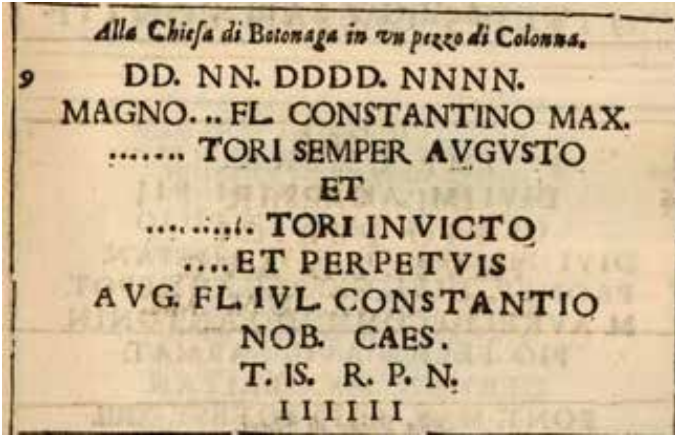 Alla Chiesa di Botonaga in vn pezzo di Colonna.
9 DD. NN. DDDD. NNNN.
MAGNO... FL. CONSTANTINO MAX.
....... TORI SEMPER AVGVSTO
ET
.......... TORI INVICTO
....ET PERPETVIS
AVG. FL. IVL. CONSTANTIO
NOB. CAES.
T. IS. R. P. N.
IIIIII